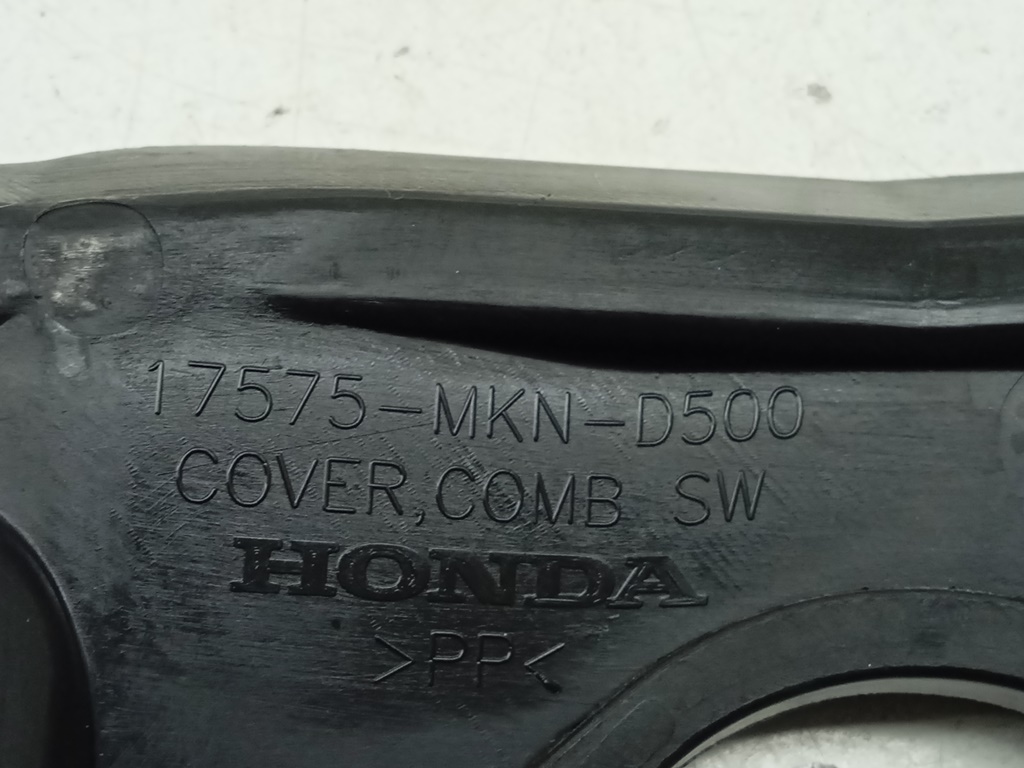 17575-MKN-D500
COVER,COMB SW
HONDA
>PP<